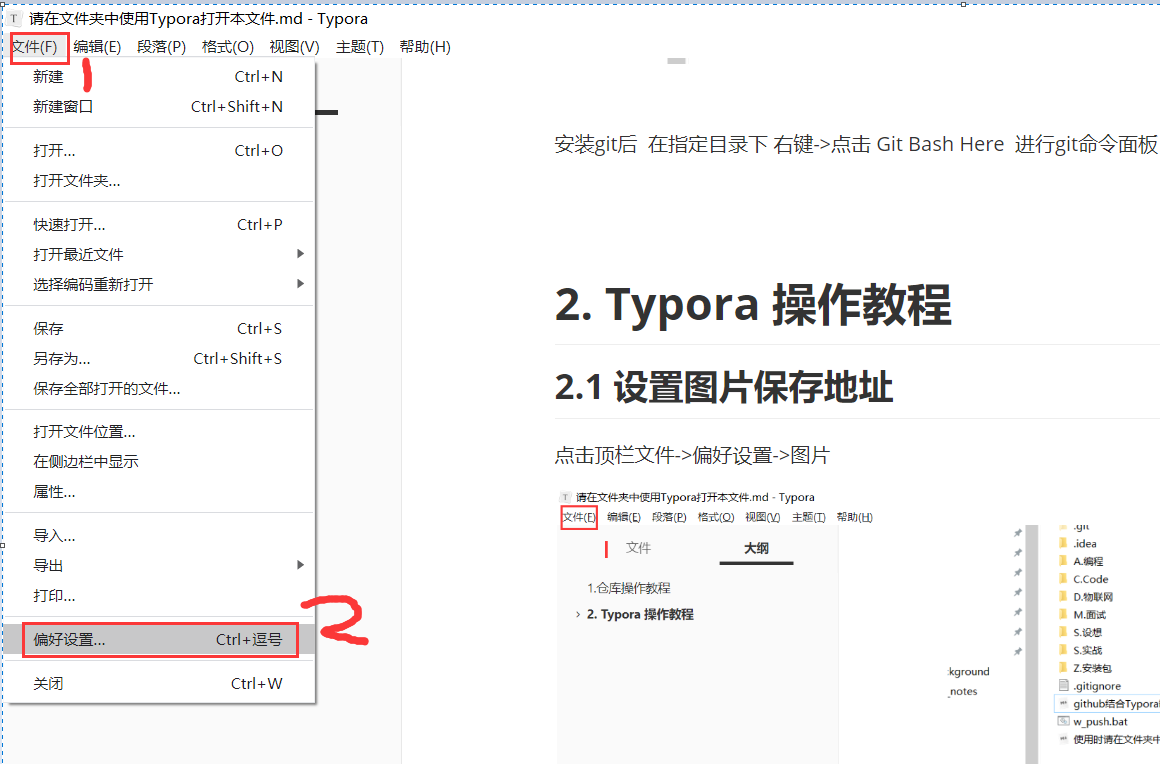 请在文件夹中使用Typora打开本文件.md - Typora
文件(F) 编辑(E) 段落(P) 格式(O) 视图(V) 主题(T) 帮助(H)
1
新建 Ctrl+N
新建窗口 Ctrl+Shift+N
打开... Ctrl+O
打开文件夹...
快速打开... Ctrl+P
打开最近文件
选择编码重新打开
保存 Ctrl+S
另存为... Ctrl+Shift+S
保存全部打开的文件...
打开文件位置...
在侧边栏中显示
属性...
导入...
导出
打印...
偏好设置... Ctrl+逗号
2
关闭 Ctrl+W
安装git后 在指定目录下 右键->点击 Git Bash Here 进行git命令面板
2. Typora 操作教程
2.1 设置图片保存地址
点击顶栏文件->偏好设置->图片
请在文件夹中使用Typora打开本文件.md - Typora
文件(F) 编辑(E) 段落(P) 格式(O) 视图(V) 主题(T) 帮助(H)
文件 大纲
1.仓库操作教程
2. Typora 操作教程
kground
_notes
.git
.idea
A.编程
C.Code
D.物联网
M.面试
S.设想
S.实战
Z.安装包
.gitignore
github结合Typora
w_push.bat
使用时请在文件夹中